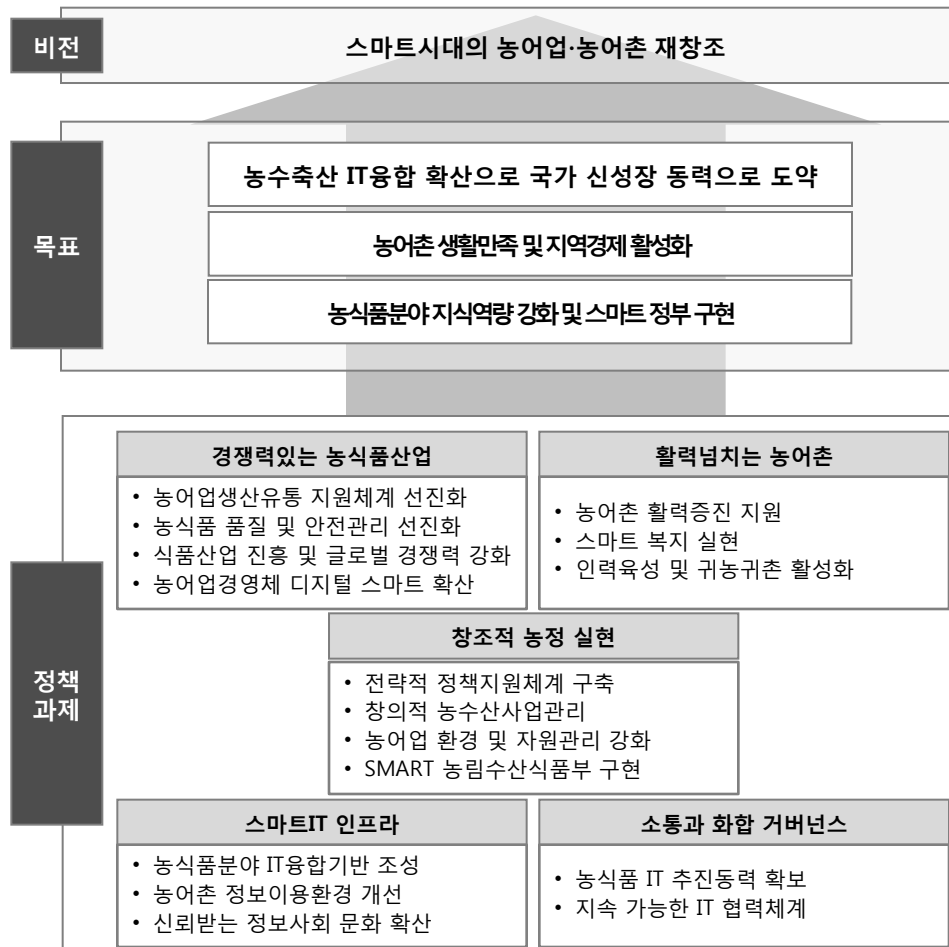 비전
스마트시대의 농어업·농어촌 재창조
목표
농수축산 IT융합 확산으로 국가 신성장 동력으로 도약
농어촌 생활만족 및 지역경제 활성화
농식품분야 지식역량 강화 및 스마트 정부 구현
정책
과제
경쟁력있는 농식품산업
• 농어업생산유통 지원체계 선진화
• 농식품 품질 및 안전관리 선진화
• 식품산업 진흥 및 글로벌 경쟁력 강화
• 농어업경영체 디지털 스마트 확산
활력넘치는 농어촌
• 농어촌 활력증진 지원
• 스마트 복지 실현
• 인력육성 및 귀농귀촌 활성화
창조적 농정 실현
• 전략적 정책지원체계 구축
• 창의적 농수산사업관리
• 농어업 환경 및 자원관리 강화
• SMART 농림수산식품부 구현
스마트IT 인프라
• 농식품분야 IT융합기반 조성
• 농어촌 정보이용환경 개선
• 신뢰받는 정보사회 문화 확산
소통과 화합 거버넌스
• 농식품 IT 추진동력 확보
• 지속 가능한 IT 협력체계